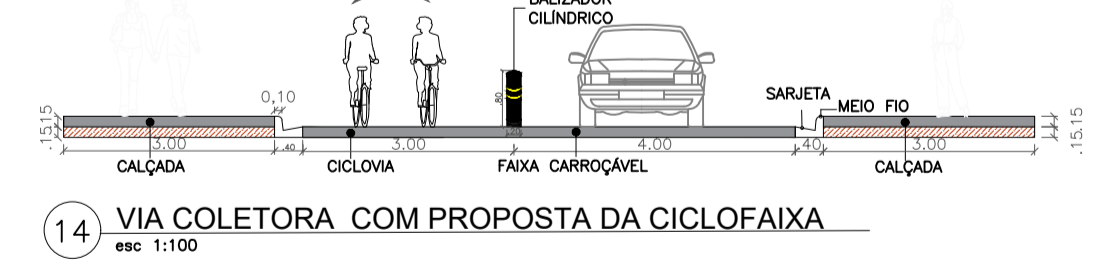 BALIZADOR
CILÍNDRICO
SARJETA
MEIO FIO
0,10
.80
.20
.15 .15
.15 .15
3.00
.40
3.00
4.00
.40
3.00
CALÇADA
CICLOVIA
FAIXA CARROÇÁVEL
CALÇADA
14
VIA COLETORA COM PROPOSTA DA CICLOFAIXA
esc 1:100